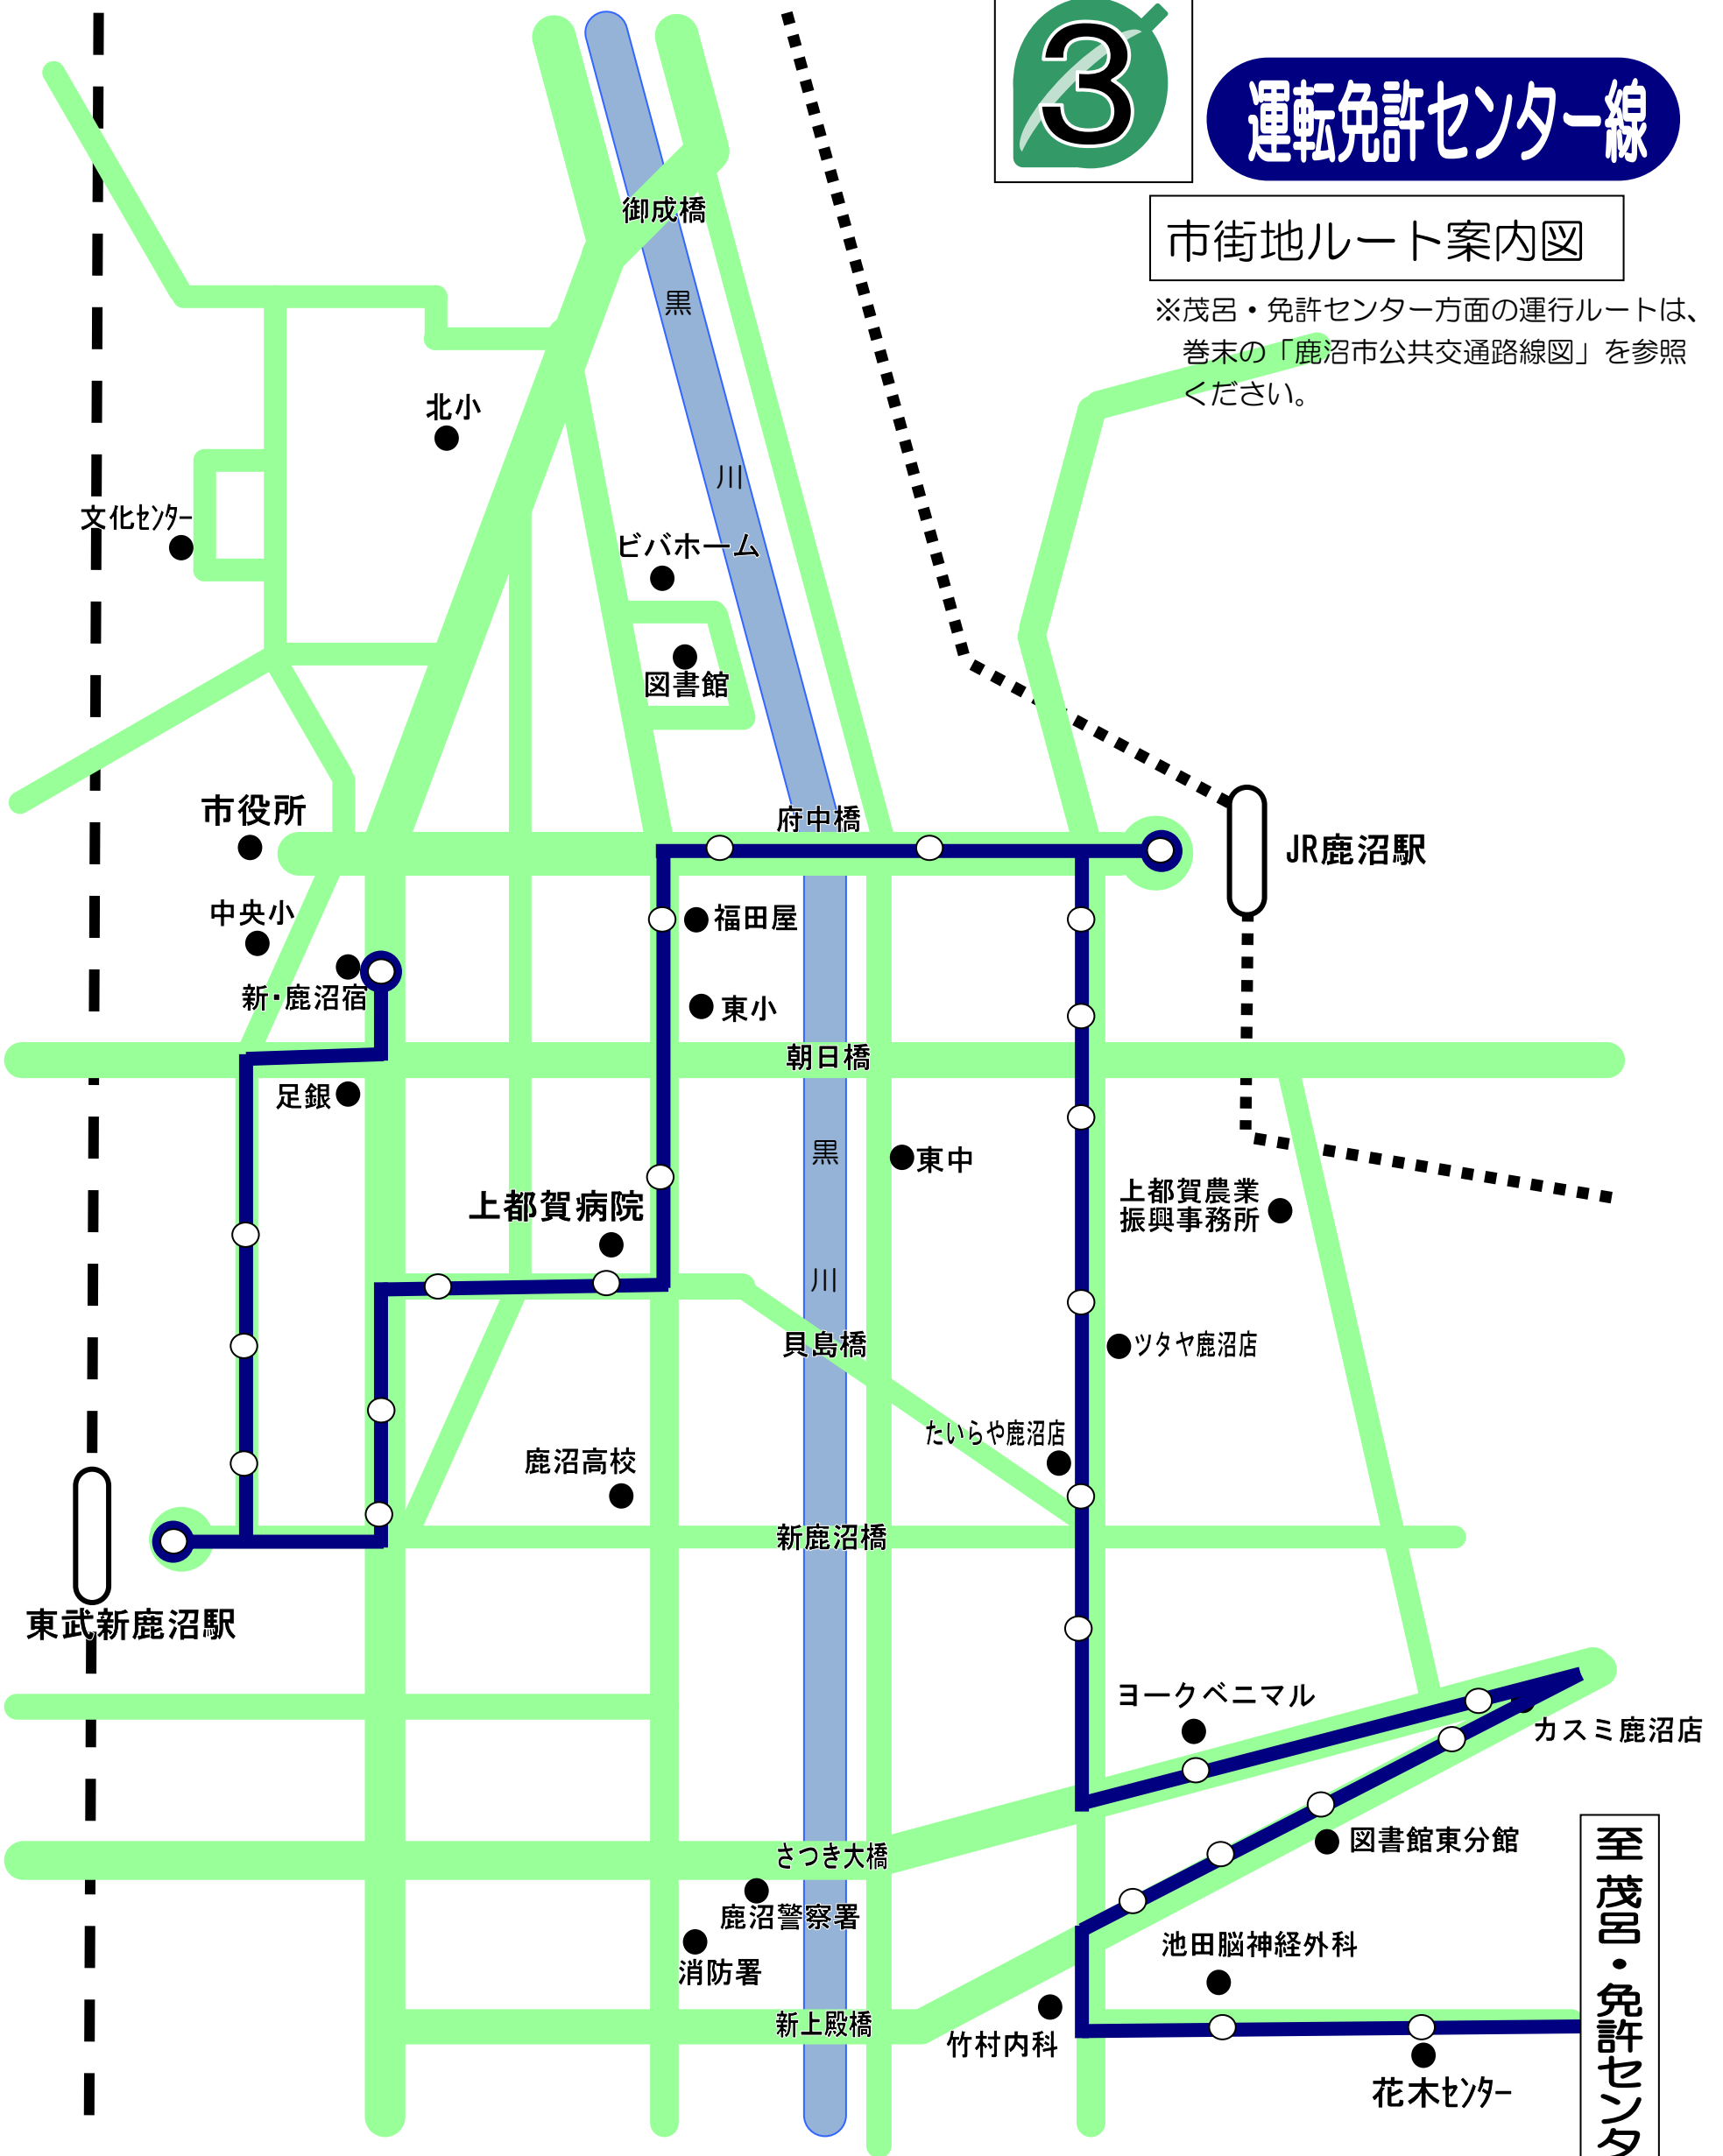 3
運転免許センター線
市街地ルート案内図
※茂呂・免許センター方面の運行ルートは、
巻末の「鹿沼市公共交通路線図」を参照
ください。
御成橋
黒
川
北小
文化センター
ビバホーム
図書館
市役所
府中橋
JR鹿沼駅
中央小
福田屋
新・鹿沼宿
東小
朝日橋
足銀
黒
川
東中
上都賀農業
振興事務所
上都賀病院
貝島橋
ツタヤ鹿沼店
たいらや鹿沼店
鹿沼高校
新鹿沼橋
東武新鹿沼駅
ヨークベニマル
カスミ鹿沼店
図書館東分館
さつき大橋
鹿沼警察署
消防署
池田脳神経外科
新上殿橋
竹村内科
花木センター
至茂呂・免許センタ